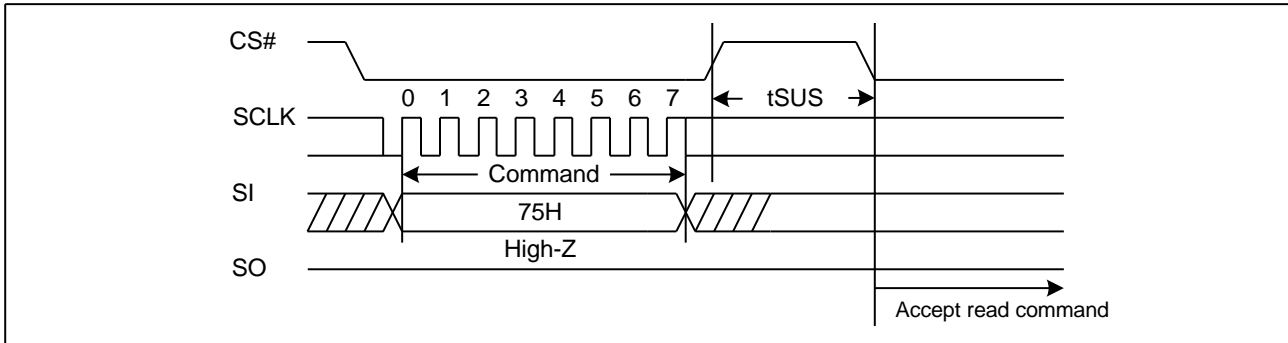 CS#
tSUS
0 1 2 3 4 5 6 7
SCLK
Command
SI
75H
High-Z
SO
Accept read command